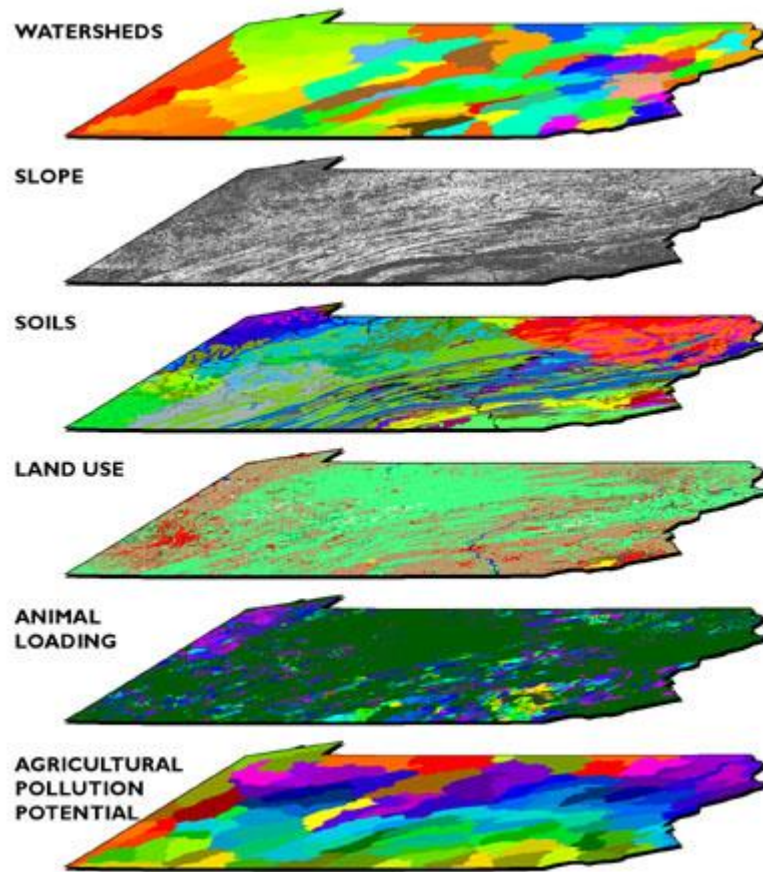 WATERSHEDS
SLOPE
SOILS
LAND USE
ANIMAL
LOADING
AGRICULTURAL
POLLUTION
POTENTIAL